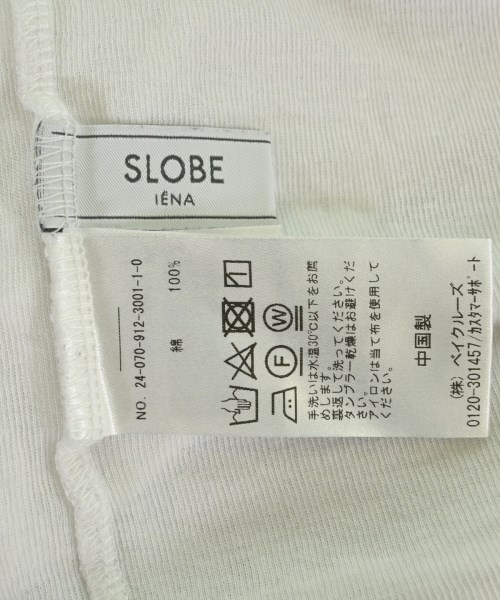 SLOBE
IÉNA
NO. 24-070-912-3001-1-0
綿 100%
手洗いは水温30℃以下をお薦
めします。
裏返して洗ってください。
タンブラー乾燥はお避けくだ
さい。
アイロンは当て布を使用して
ください。
中国製
(株) ベイクルーズ
0120-301457/カスタマーサポート